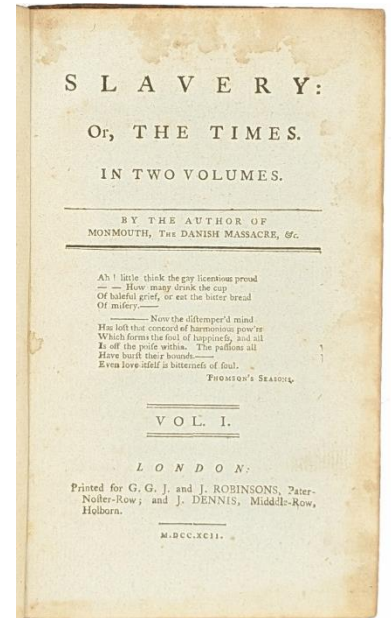 SLAVERY:
Or, THE TIMES.
IN TWO VOLUMES.
BY THE AUTHOR OF
MONMOUTH, THE DANISH MASSACRE, &c.
Ah ! little think the gay licentious proud
— — How many drink the cup
Of baleful grief, or eat the bitter bread
Of misery.——
——— Now the diſtemper'd mind
Has loſt that concord of harmonious pow'rs
Which forms the ſoul of happineſs, and all
Is off the poiſe within. The paſſions all
Have burſt their bounds.——
Even love itſelf is bitterneſs of ſoul.
THOMSON'S SEASONS.
VOL. I.
LONDON:
Printed for G. G. J. and J. ROBINSONS, Pater-
Noſter-Row; and J. DENNIS, Midddle-Row,
Holborn.
M.DCC.XCII.